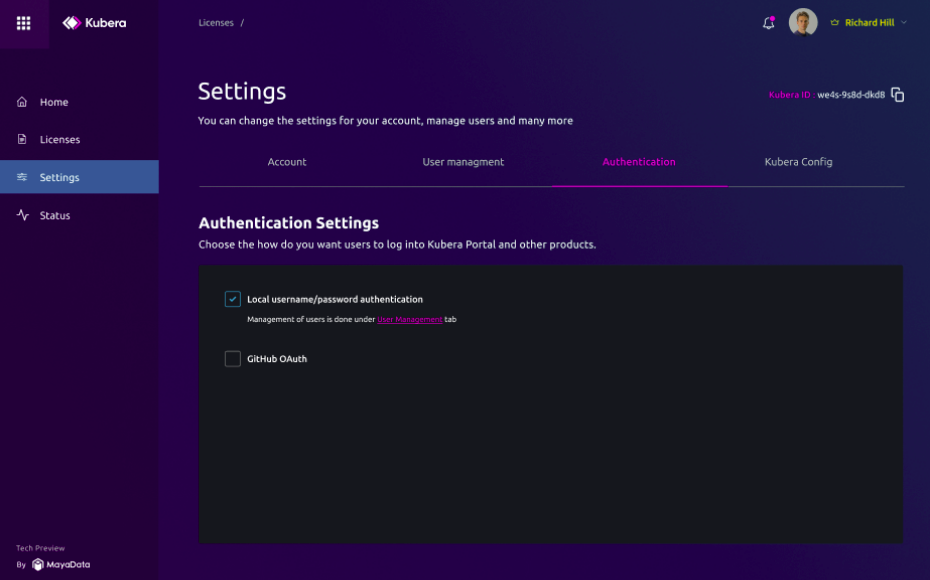 Kubera
Licenses /
Richard Hill
Home
Licenses
Settings
Status
Settings
Kubera ID : we4s-9s8d-dkd8
You can change the settings for your account, manage users and many more
Account
User managment
Authentication
Kubera Config
Authentication Settings
Choose the how do you want users to log into Kubera Portal and other products.
Local username/password authentication
Management of users is done under User Management tab
GitHub OAuth
Tech Preview
By MayaData